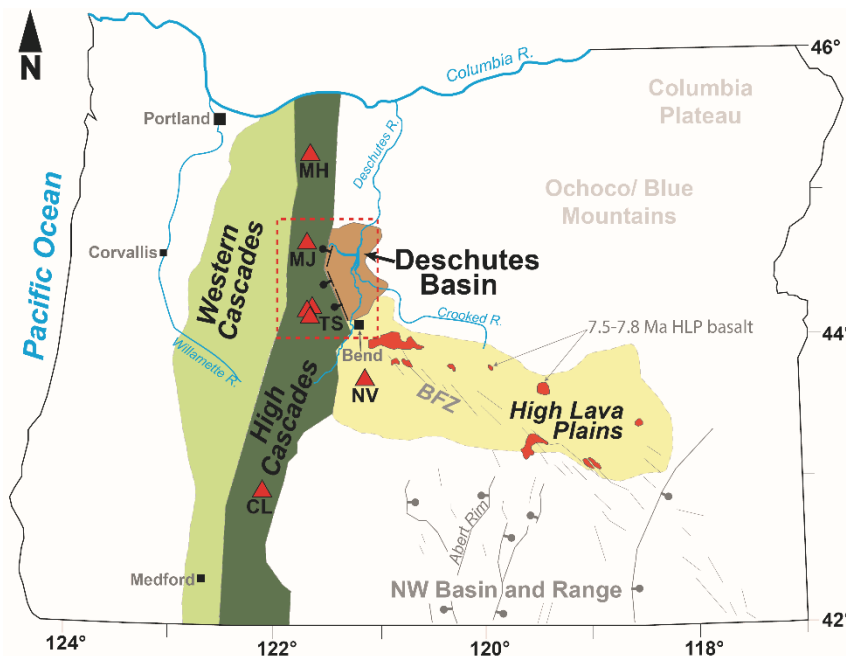 N
46°
Columbia R.
Columbia
Plateau
Portland
Deschutes R.
MH
Ochoco/ Blue
Mountains
Pacific Ocean
Corvallis
Western
Cascades
MJ
Deschutes
Basin
TS
Crooked R.
7.5-7.8 Ma HLP basalt
44°
Willamette R.
Bend
NV
BFZ
High Lava
Plains
High
Cascades
CL
Abert Rim
Medford
NW Basin and Range
42°
124°
122°
120°
118°